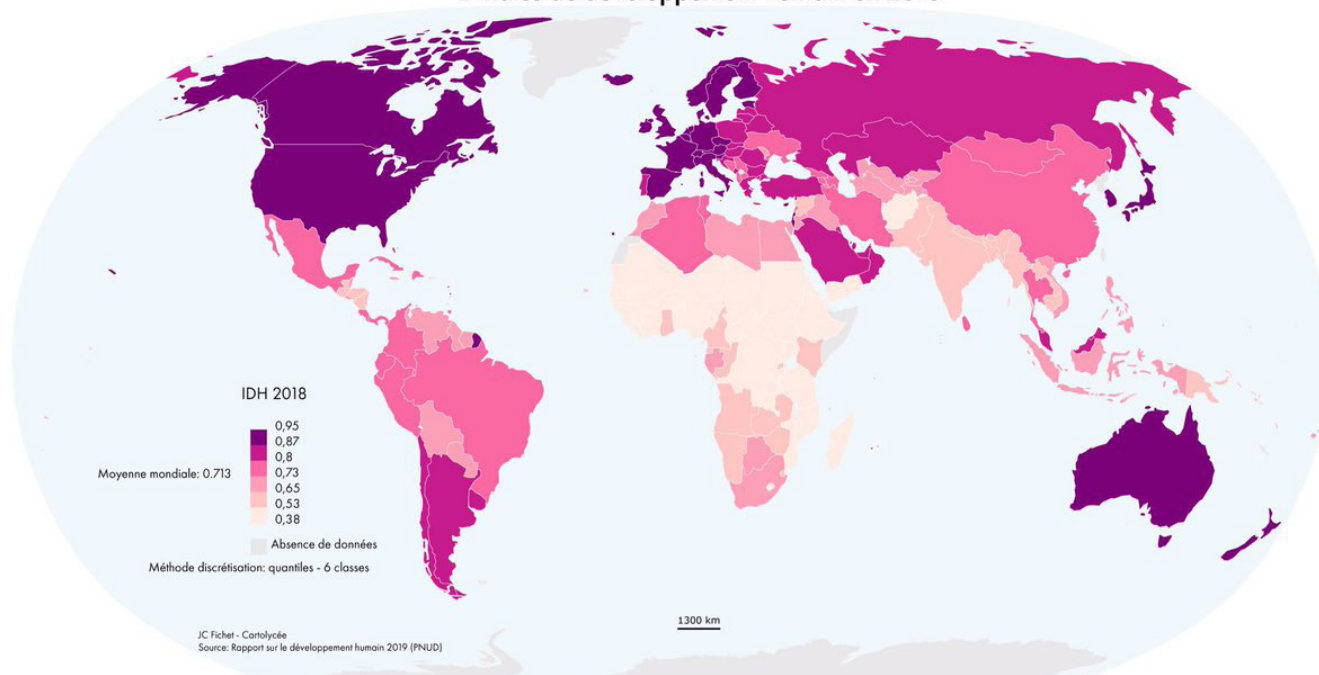 IDH 2018
0,95
0,87
0,8
0,73
0,65
0,53
0,38
Moyenne mondiale: 0.713
Absence de données
Méthode discrétisation: quantiles - 6 classes
1300 km
JC Fichet - Cartolycée
Source: Rapport sur le développement humain 2019 (PNUD)